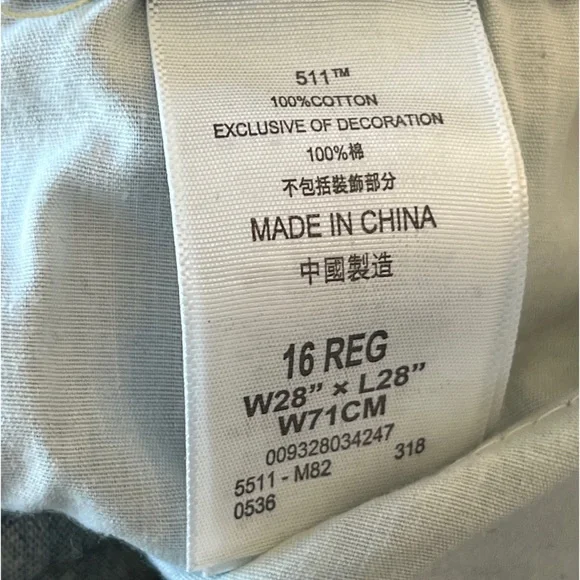 511™
100%COTTON
EXCLUSIVE OF DECORATION
100%棉
不包括裝飾部分
MADE IN CHINA
中國製造
16 REG
W28” × L28”
W71CM
009328034247
5511 - M82 318
0536